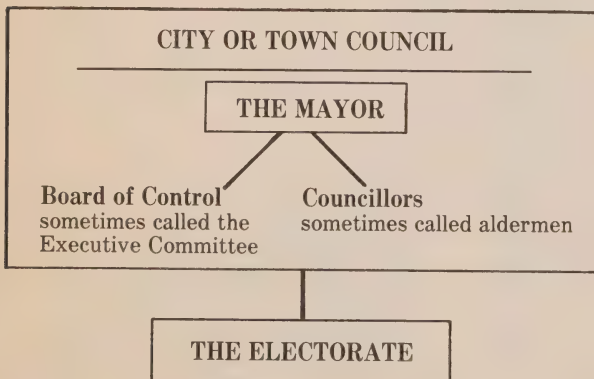 CITY OR TOWN COUNCIL
THE MAYOR
Board of Control
sometimes called the
Executive Committee
Councillors
sometimes called aldermen
THE ELECTORATE